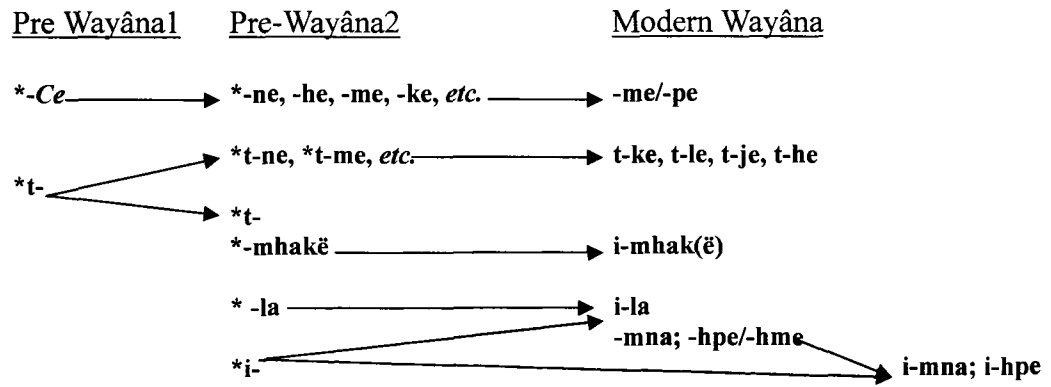 Pre Wayâna1 Pre-Wayâna2 Modern Wayâna
*-Ce *-ne, -he, -me, -ke, etc. -me/-pe
*t-ne, *t-me, etc. t-ke, t-le, t-je, t-he
*t-
*t-
*-mhakë i-mhak(ë)
* -la i-la
-mna; -hpe/-hme
*i- i-mna; i-hpe